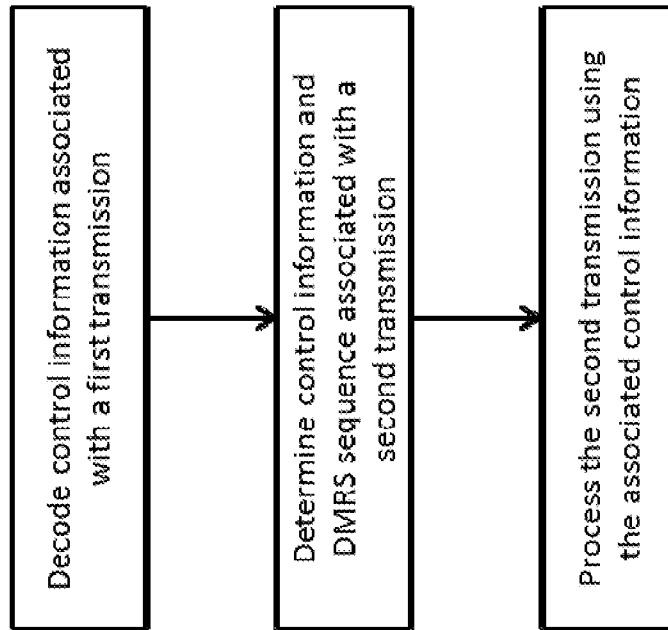 Decode control information associated
with a first transmission
Determine control information and
DMRS sequence associated with a
second transmission
Process the second transmission using
the associated control information